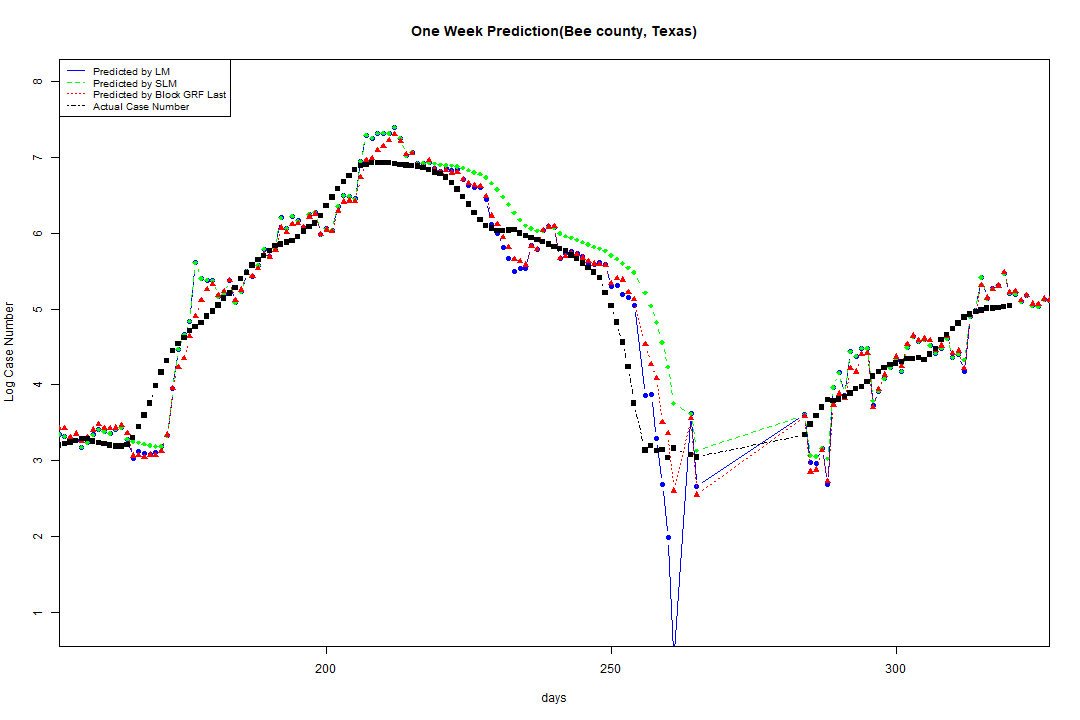 One Week Prediction(Bee county, Texas)
Predicted by LM
Predicted by SLM
Predicted by Block GRF Last
Actual Case Number
8
7
6
5
4
3
2
1
Log Case Number
200
250
300
days